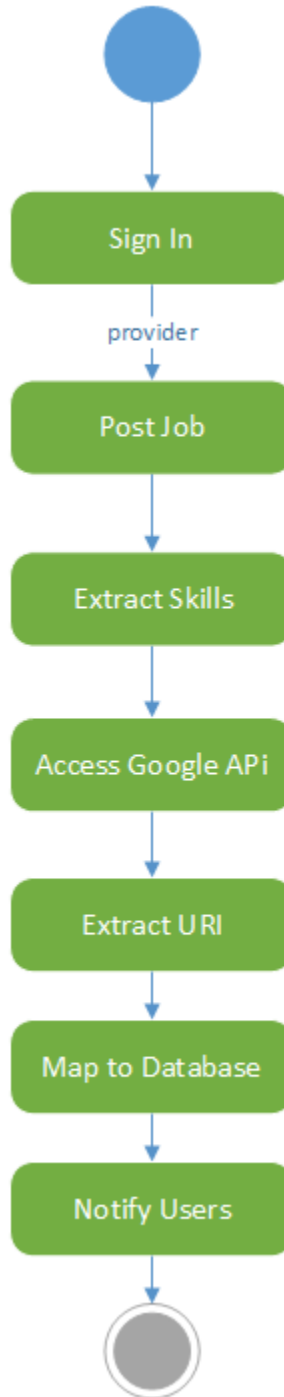 Sign In
provider
Post Job
Extract Skills
Access Google APi
Extract URI
Map to Database
Notify Users